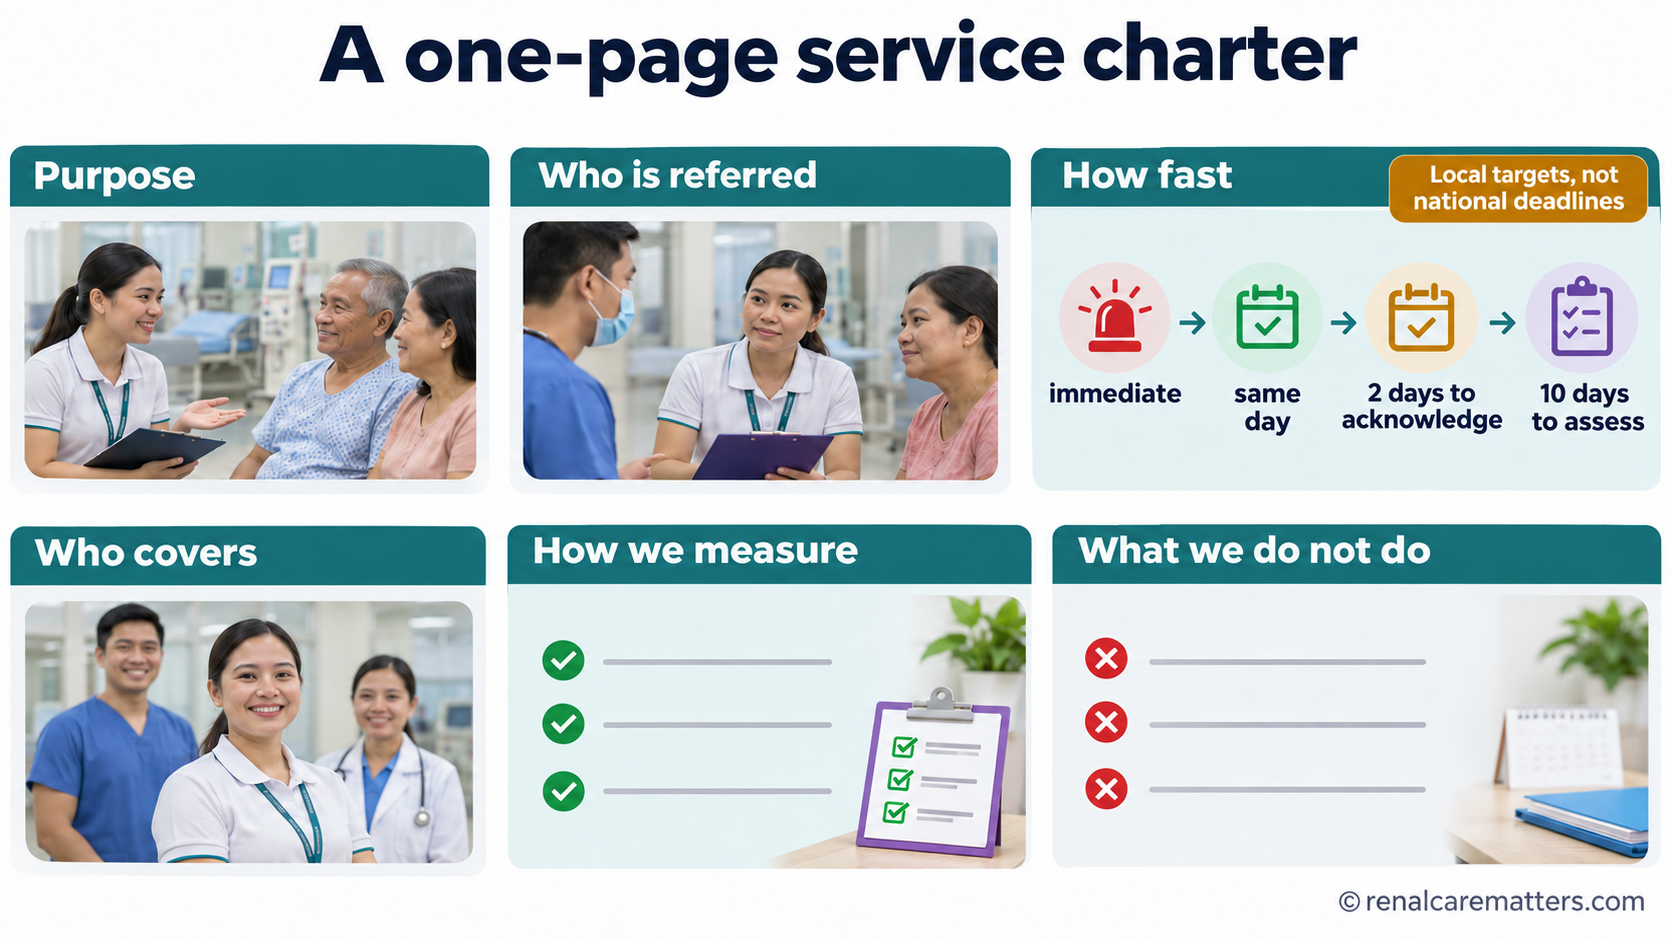 A one-page service charter
Purpose
Who is referred
How fast
Local targets, not
national deadlines
immediate
same
day
2 days to
acknowledge
10 days
to assess
Who covers
How we measure
What we do not do
© renalcarematters.com